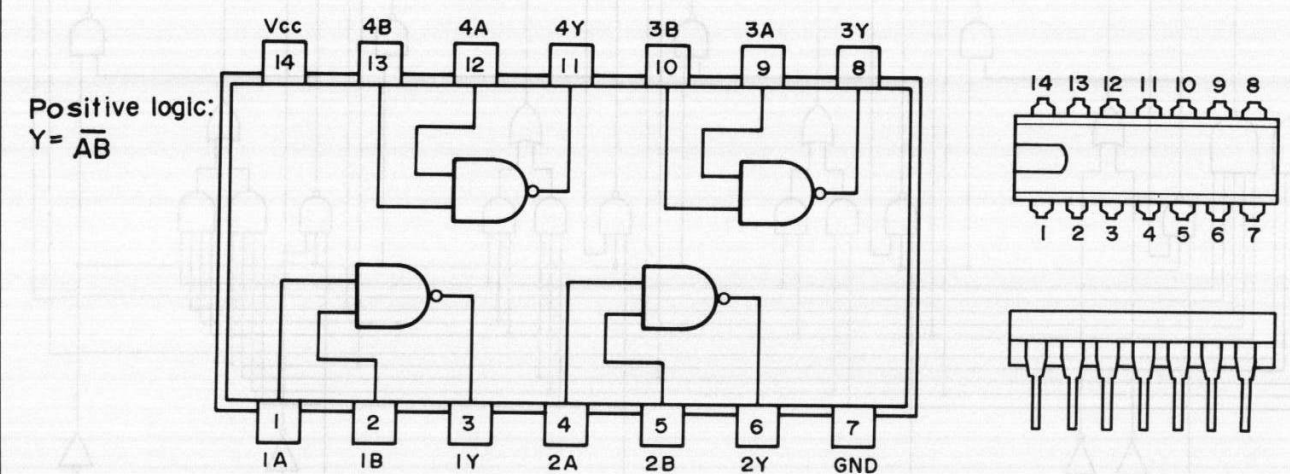 Vcc 4B 4A 4Y 3B 3A 3Y
14 13 12 11 10 9 8
Positive logic:
Y = A̅B̅
1 2 3 4 5 6 7
1A 1B 1Y 2A 2B 2Y GND
14 13 12 11 10 9 8
1 2 3 4 5 6 7